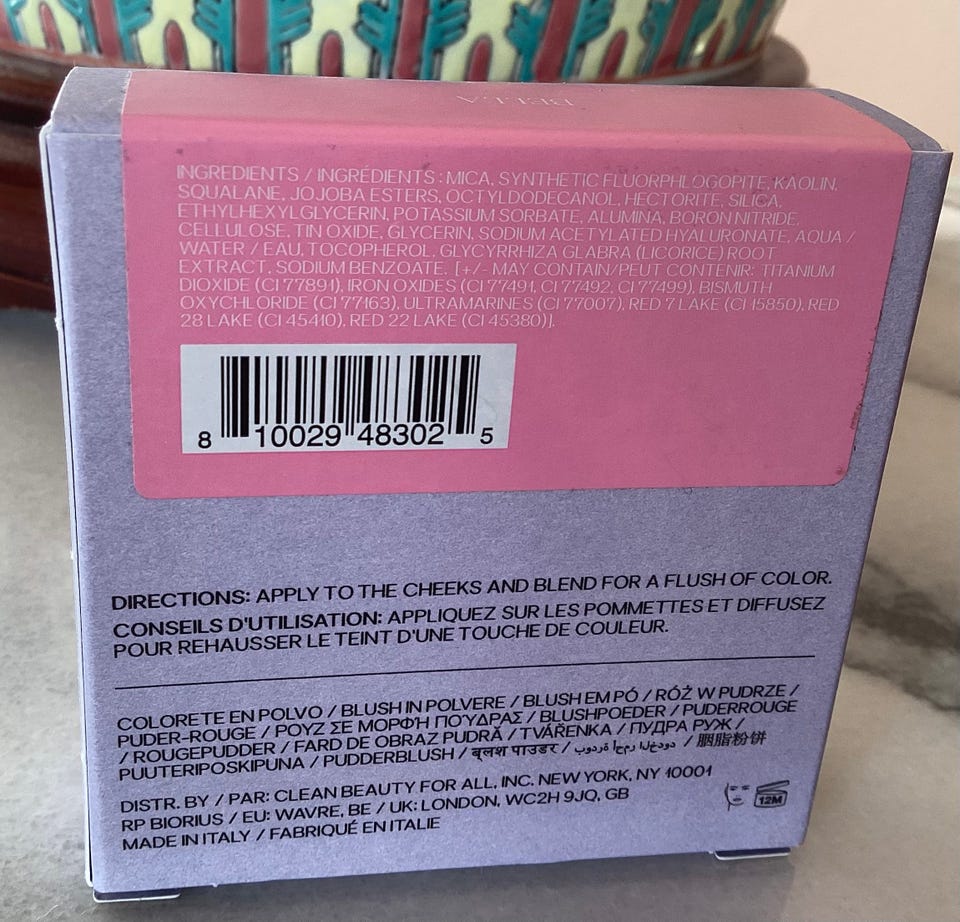 BELLA
INGREDIENTS / INGRÉDIENTS : MICA, SYNTHETIC FLUORPHLOGOPITE, KAOLIN,
SQUALANE, JOJOBA ESTERS, OCTYLDODECANOL, HECTORITE, SILICA,
ETHYLHEXYLGLYCERIN, POTASSIUM SORBATE, ALUMINA, BORON NITRIDE,
CELLULOSE, TIN OXIDE, GLYCERIN, SODIUM ACETYLATED HYALURONATE, AQUA /
WATER / EAU, TOCOPHEROL, GLYCYRRHIZA GLABRA (LICORICE) ROOT
EXTRACT, SODIUM BENZOATE. [+/- MAY CONTAIN/PEUT CONTENIR: TITANIUM
DIOXIDE (CI 77891), IRON OXIDES (CI 77491, CI 77492, CI 77499), BISMUTH
OXYCHLORIDE (CI 77163), ULTRAMARINES (CI 77007), RED 7 LAKE (CI 15850), RED
28 LAKE (CI 45410), RED 22 LAKE (CI 45380)].
8 10029 48302 5
DIRECTIONS: APPLY TO THE CHEEKS AND BLEND FOR A FLUSH OF COLOR.
CONSEILS D'UTILISATION: APPLIQUEZ SUR LES POMMETTES ET DIFFUSEZ
POUR REHAUSSER LE TEINT D'UNE TOUCHE DE COULEUR.
COLORETE EN POLVO / BLUSH IN POLVERE / BLUSH EM PÓ / RÓŻ W PUDRZE /
PUDER-ROUGE / ΡΟΥΖ ΣΕ ΜΟΡΦΉ ΠΟΎΔΡΑΣ / BLUSHPOEDER / PUDERROUGE
/ ROUGEPUDDER / FARD DE OBRAZ PUDRĂ / TVÁŘENKA / ПУДРА РУЖ /
PUUTERIPOSKIPUNA / PUDDERBLUSH / ब्लश पाउडर / بودرة أحمر الخدود / 胭脂粉饼
DISTR. BY / PAR: CLEAN BEAUTY FOR ALL, INC. NEW YORK, NY 10001
RP BIORIUS / EU: WAVRE, BE / UK: LONDON, WC2H 9JQ, GB
MADE IN ITALY / FABRIQUÉ EN ITALIE
12M